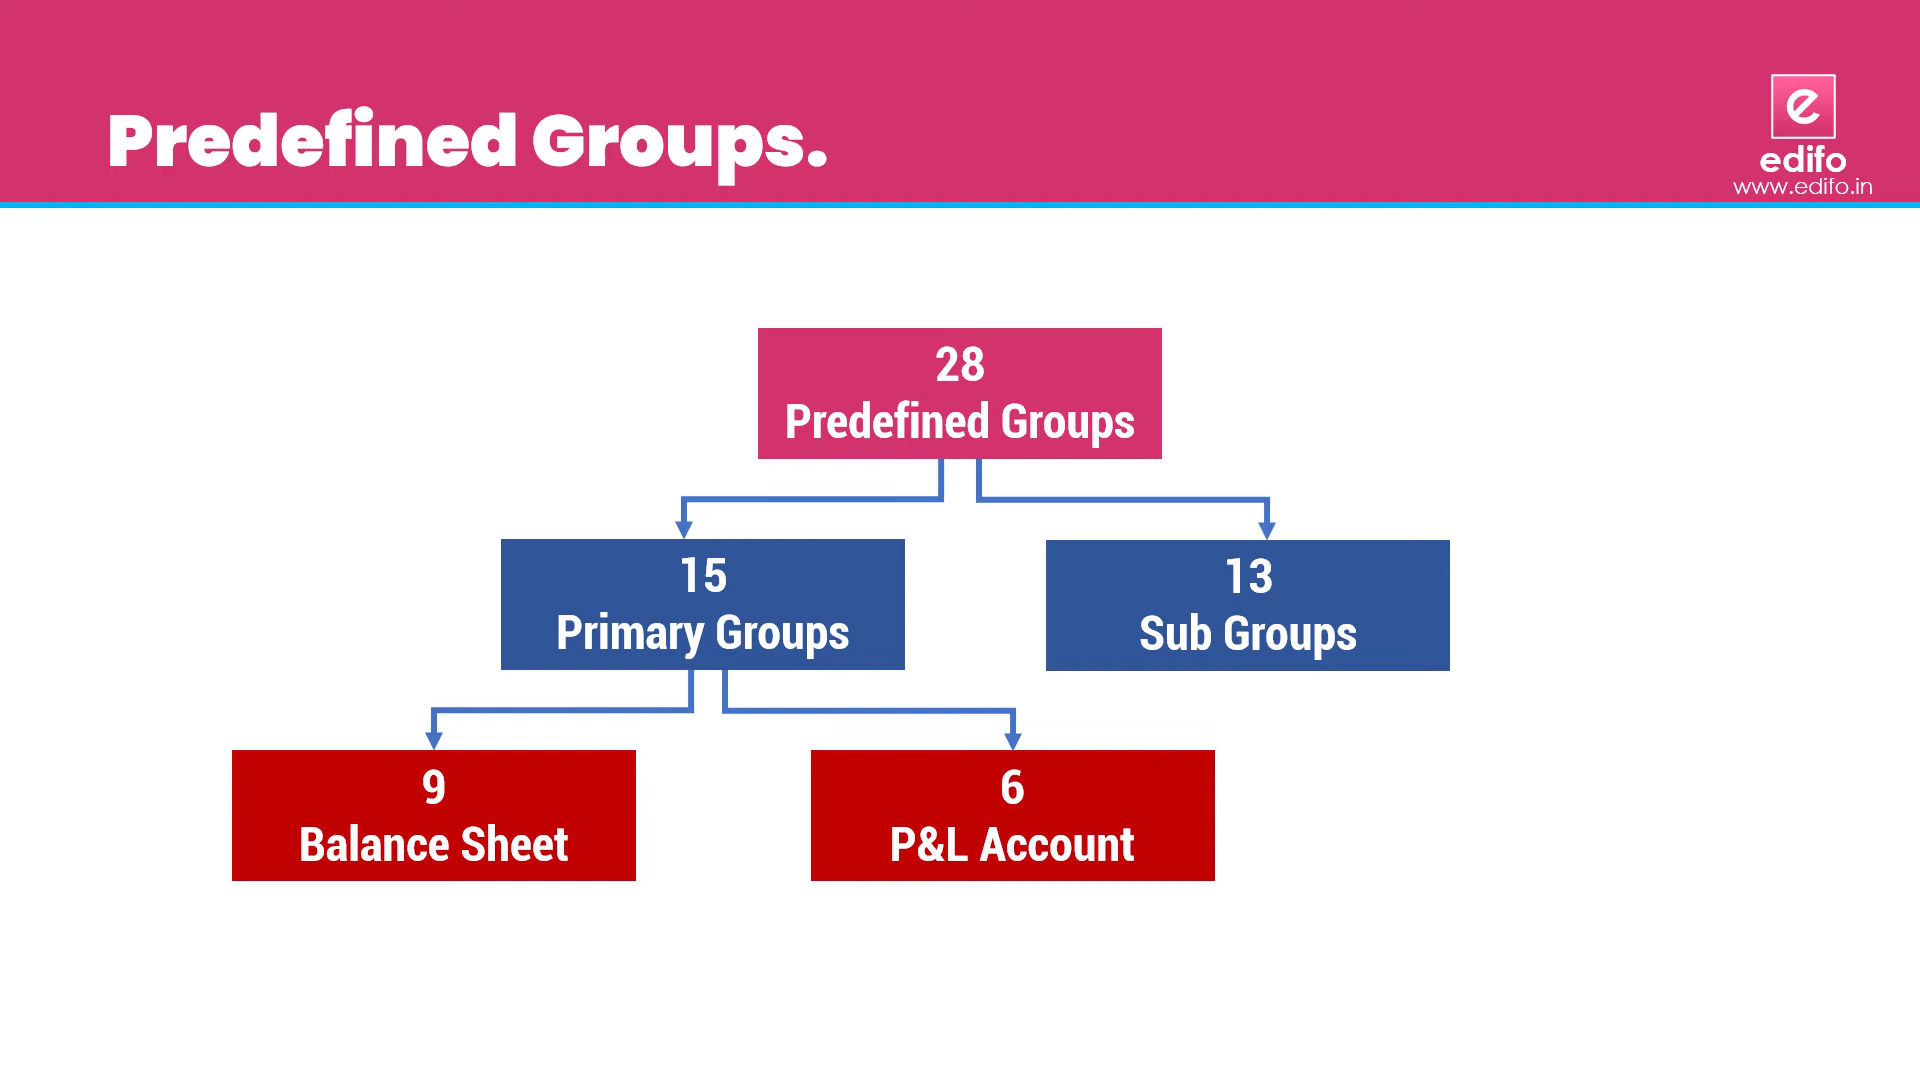 Predefined Groups.
e
edifo
www.edifo.in
28
Predefined Groups
15
Primary Groups
13
Sub Groups
9
Balance Sheet
6
P&L Account